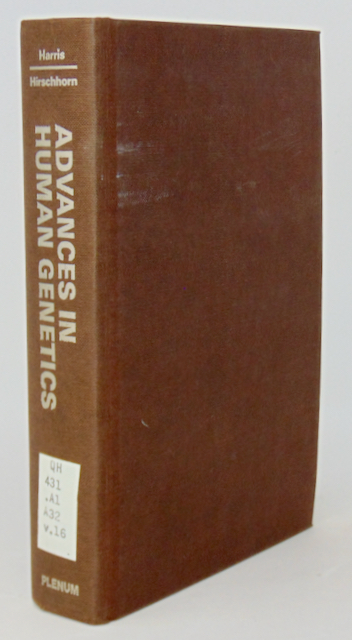 Harris
Hirschhorn
ADVANCES IN
HUMAN GENETICS
QH
431
.A1
A32
v.16
PLENUM